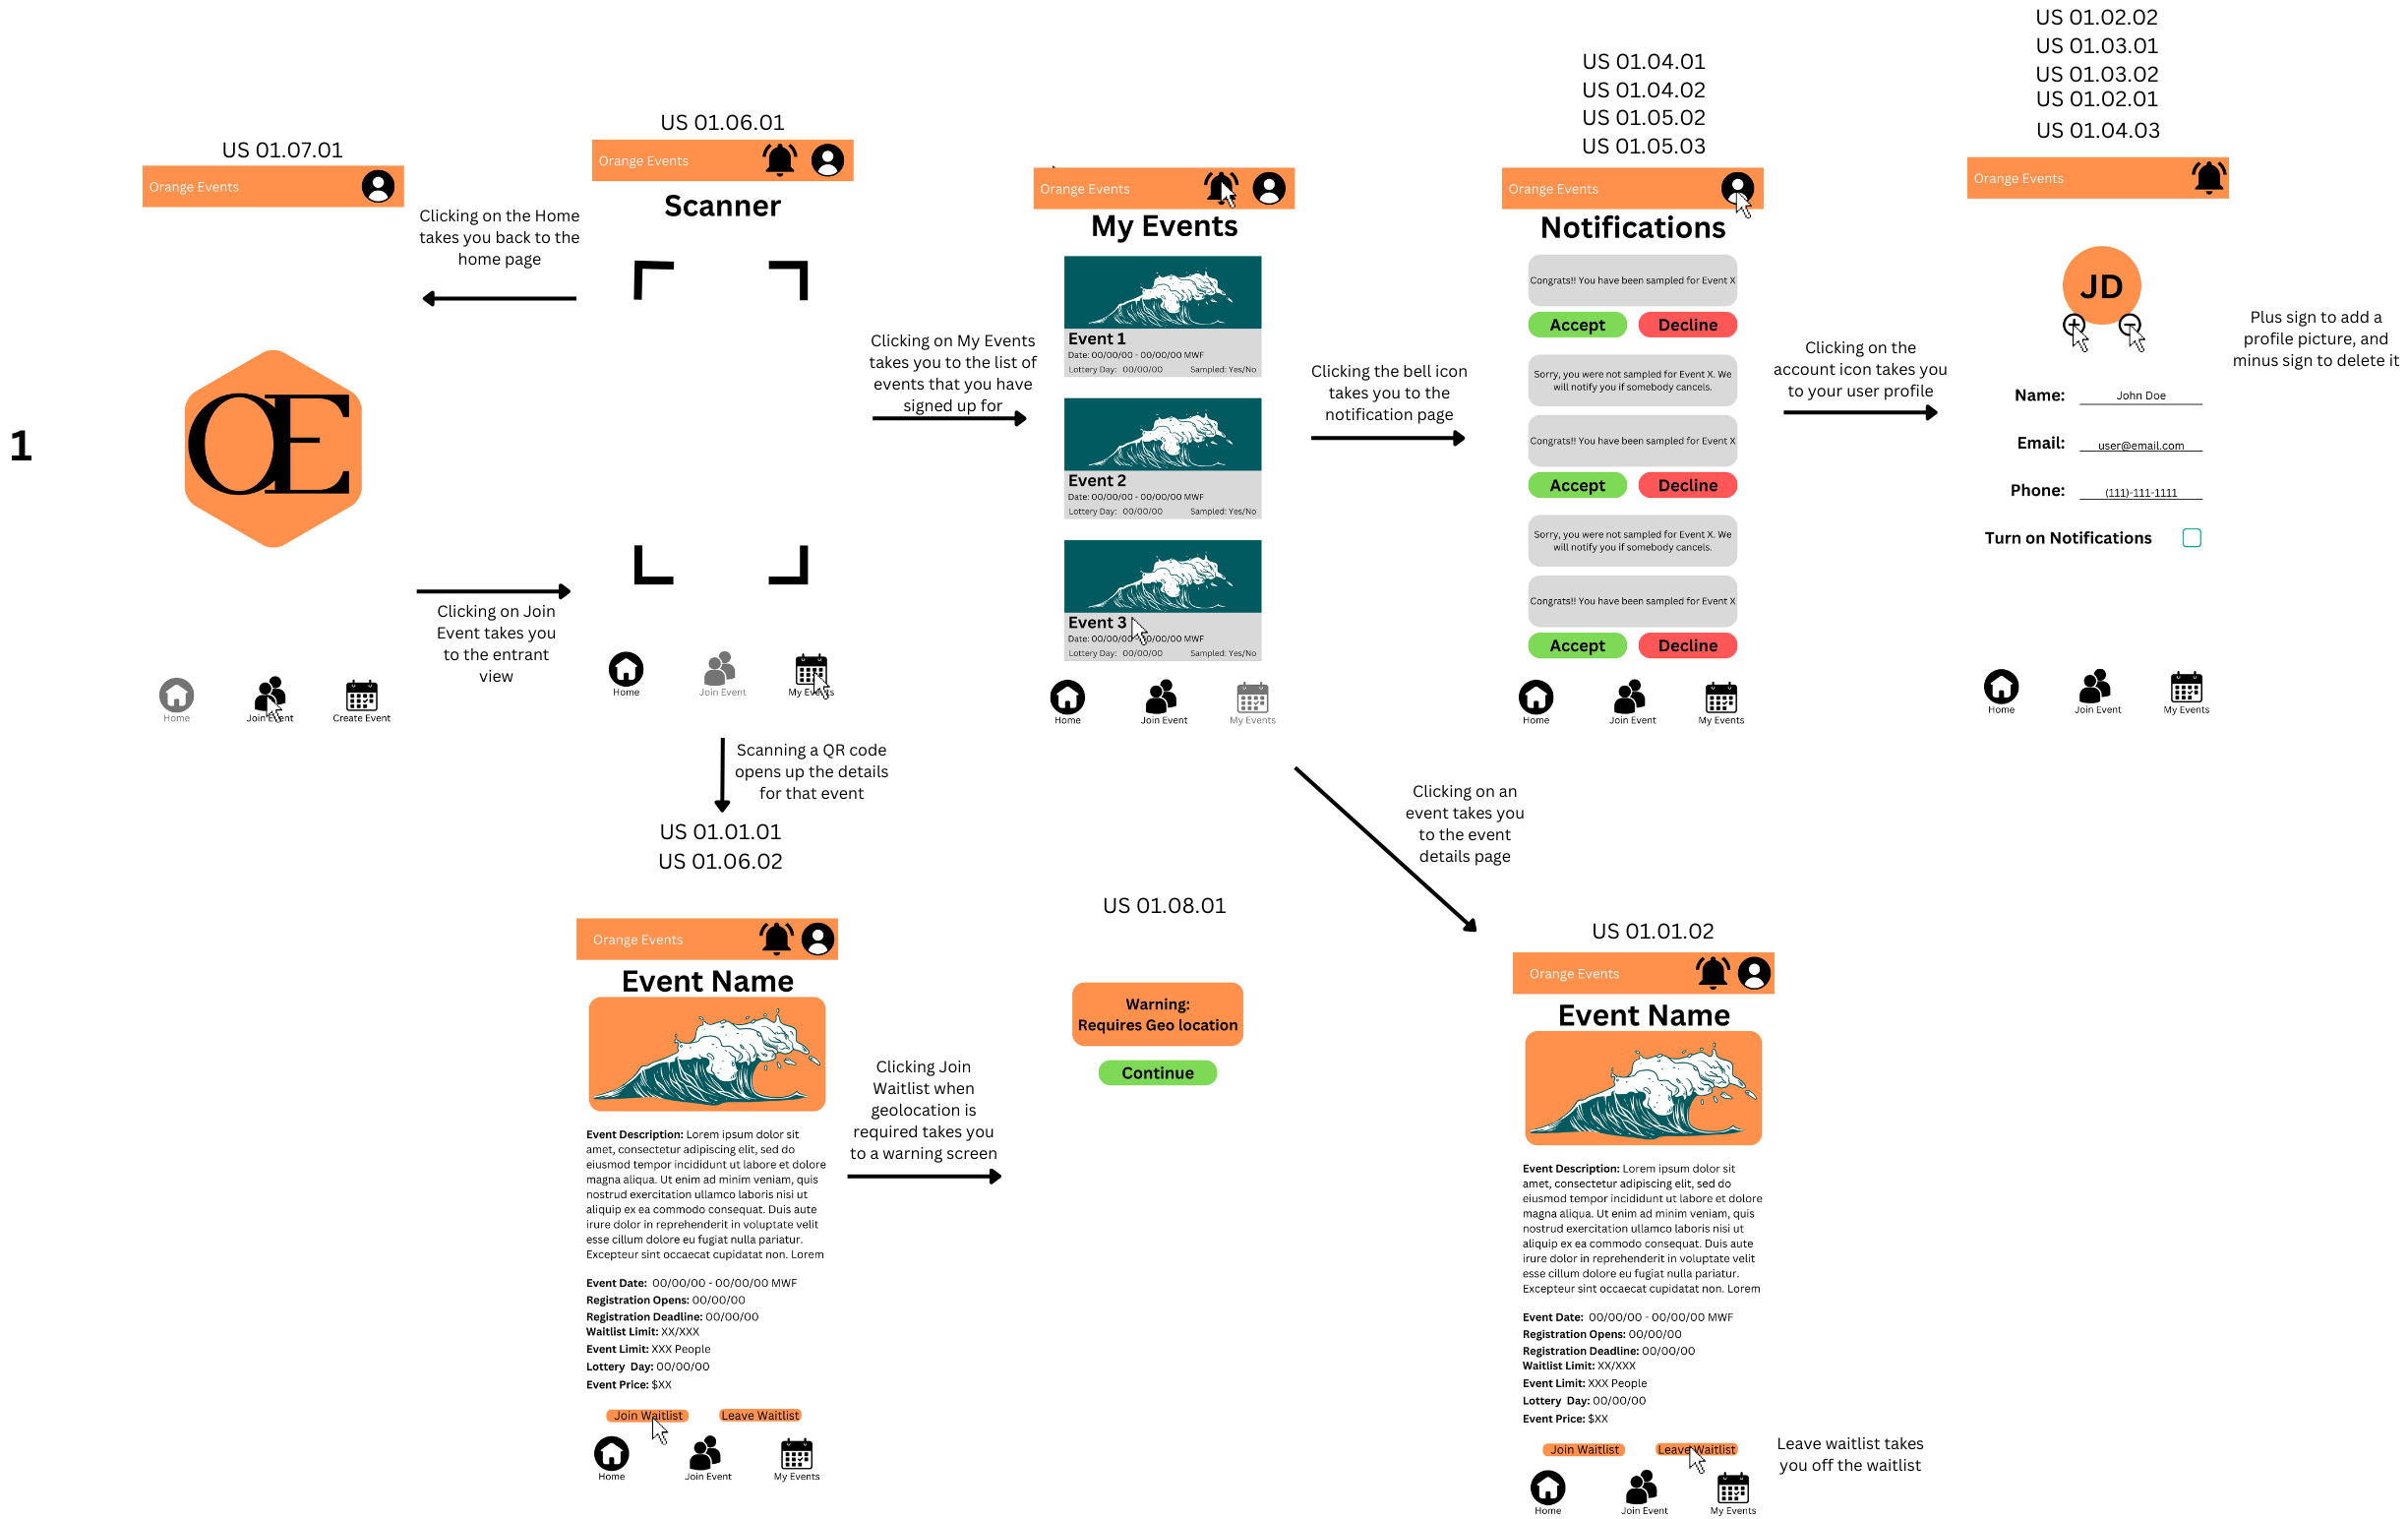 1
US 01.07.01
Orange Events
OE
Home
Join Event
Create Event
Clicking on the Home
takes you back to the
home page
Clicking on Join
Event takes you
to the entrant
view
US 01.06.01
Orange Events
Scanner
Home
Join Event
My Events
Clicking on My Events
takes you to the list of
events that you have
signed up for
Orange Events
My Events
Event 1
Date: 00/00/00 - 00/00/00 MWF
Lottery Day: 00/00/00 Sampled: Yes/No
Event 2
Date: 00/00/00 - 00/00/00 MWF
Lottery Day: 00/00/00 Sampled: Yes/No
Event 3
Date: 00/00/00 - 00/00/00 MWF
Lottery Day: 00/00/00 Sampled: Yes/No
Home
Join Event
My Events
Clicking the bell icon
takes you to the
notification page
US 01.04.01
US 01.04.02
US 01.05.02
US 01.05.03
Orange Events
Notifications
Congrats!! You have been sampled for Event X
Accept
Decline
Sorry, you were not sampled for Event X. We
will notify you if somebody cancels.
Congrats!! You have been sampled for Event X
Accept
Decline
Sorry, you were not sampled for Event X. We
will notify you if somebody cancels.
Congrats!! You have been sampled for Event X
Accept
Decline
Home
Join Event
My Events
Clicking on the
account icon takes you
to your user profile
US 01.02.02
US 01.03.01
US 01.03.02
US 01.02.01
US 01.04.03
Orange Events
JD
Plus sign to add a
profile picture, and
minus sign to delete it
Name: John Doe
Email: user@email.com
Phone: (111)-111-1111
Turn on Notifications
Home
Join Event
My Events
Scanning a QR code
opens up the details
for that event
US 01.01.01
US 01.06.02
Orange Events
Event Name
Event Description: Lorem ipsum dolor sit
amet, consectetur adipiscing elit, sed do
eiusmod tempor incididunt ut labore et dolore
magna aliqua. Ut enim ad minim veniam, quis
nostrud exercitation ullamco laboris nisi ut
aliquip ex ea commodo consequat. Duis aute
irure dolor in reprehenderit in voluptate velit
esse cillum dolore eu fugiat nulla pariatur.
Excepteur sint occaecat cupidatat non. Lorem
Event Date: 00/00/00 - 00/00/00 MWF
Registration Opens: 00/00/00
Registration Deadline: 00/00/00
Waitlist Limit: XX/XXX
Event Limit: XXX People
Lottery Day: 00/00/00
Event Price: $XX
Join Waitlist
Leave Waitlist
Home
Join Event
My Events
Clicking Join
Waitlist when
geolocation is
required takes you
to a warning screen
US 01.08.01
Warning:
Requires Geo location
Continue
Clicking on an
event takes you
to the event
details page
US 01.01.02
Orange Events
Event Name
Event Description: Lorem ipsum dolor sit
amet, consectetur adipiscing elit, sed do
eiusmod tempor incididunt ut labore et dolore
magna aliqua. Ut enim ad minim veniam, quis
nostrud exercitation ullamco laboris nisi ut
aliquip ex ea commodo consequat. Duis aute
irure dolor in reprehenderit in voluptate velit
esse cillum dolore eu fugiat nulla pariatur.
Excepteur sint occaecat cupidatat non. Lorem
Event Date: 00/00/00 - 00/00/00 MWF
Registration Opens: 00/00/00
Registration Deadline: 00/00/00
Waitlist Limit: XX/XXX
Event Limit: XXX People
Lottery Day: 00/00/00
Event Price: $XX
Join Waitlist
Leave Waitlist
Home
Join Event
My Events
Leave waitlist takes
you off the waitlist